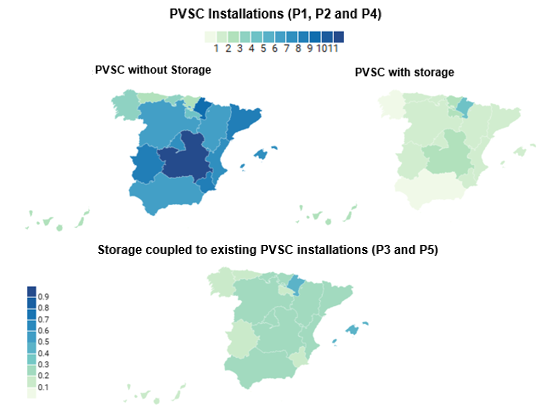 PVSC Installations (P1, P2 and P4)
1 2 3 4 5 6 7 8 9 10 11
PVSC without Storage
PVSC with storage
Storage coupled to existing PVSC installations (P3 and P5)
0.9
0.8
0.7
0.6
0.5
0.4
0.3
0.2
0.1